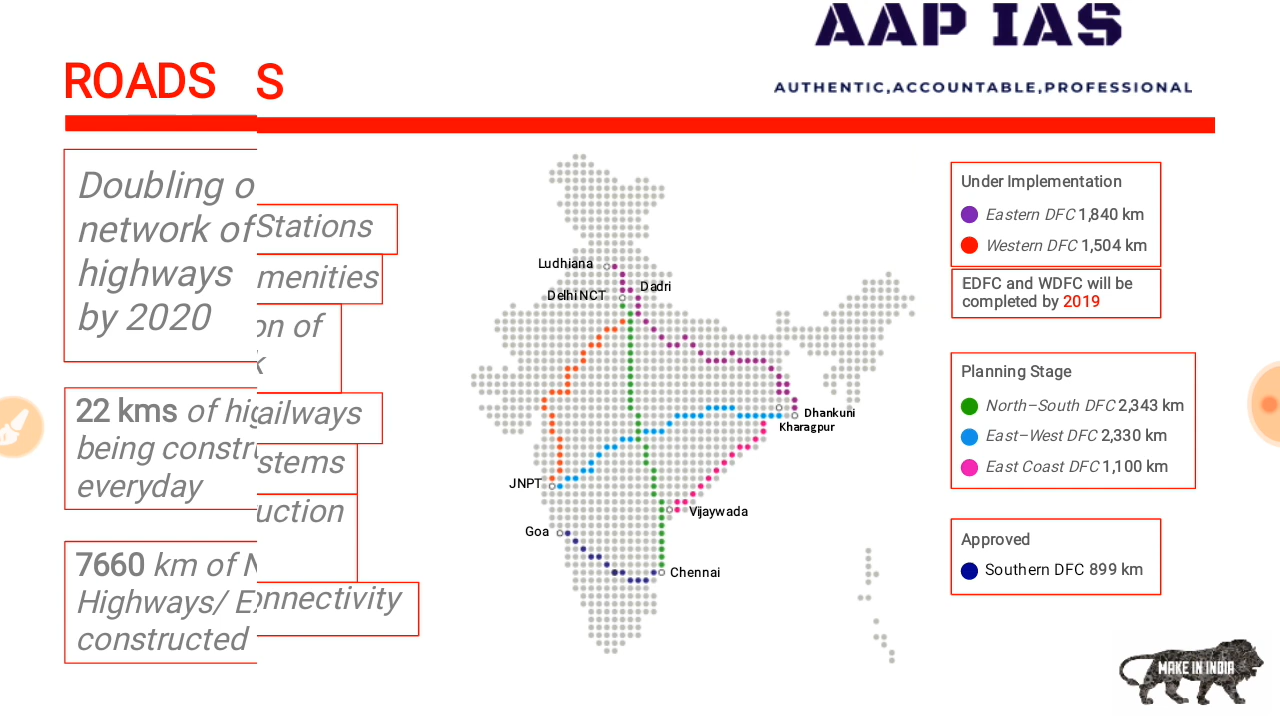 AAP IAS
AUTHENTIC,ACCOUNTABLE,PROFESSIONAL
ROADS S
Doubling o
network of
highways
by 2020
22 kms of hi
being constr
everyday
7660 km of N
Highways/ E
constructed
Stations
menities
on of
k
ailways
stems
uction
onnectivity
Ludhiana
Delhi NCT
Dadri
Dhankuni
Kharagpur
JNPT
Vijaywada
Goa
Chennai
Under Implementation
Eastern DFC 1,840 km
Western DFC 1,504 km
EDFC and WDFC will be
completed by 2019
Planning Stage
North–South DFC 2,343 km
East–West DFC 2,330 km
East Coast DFC 1,100 km
Approved
Southern DFC 899 km
MAKE IN INDIA